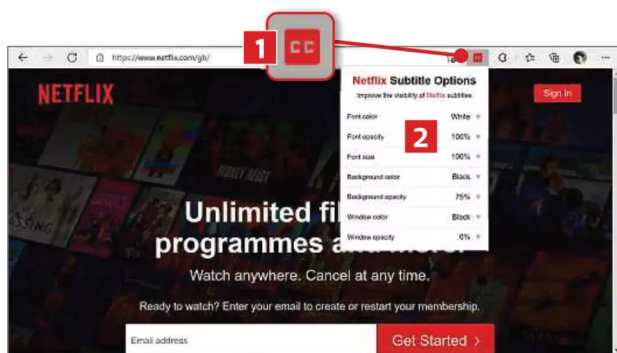 1
CC
https://www.netflix.com/gb/
NETFLIX
Sign In
Netflix Subtitle Options
Improve the visibility of Netflix subtitles
Font color White
2
Font opacity 100%
Font size 100%
Background color Black
Background opacity 75%
Window color Black
Window opacity 0%
Unlimited fil
programmes a
Watch anywhere. Cancel at any time.
Ready to watch? Enter your email to create or restart your membership.
Email address
Get Started >